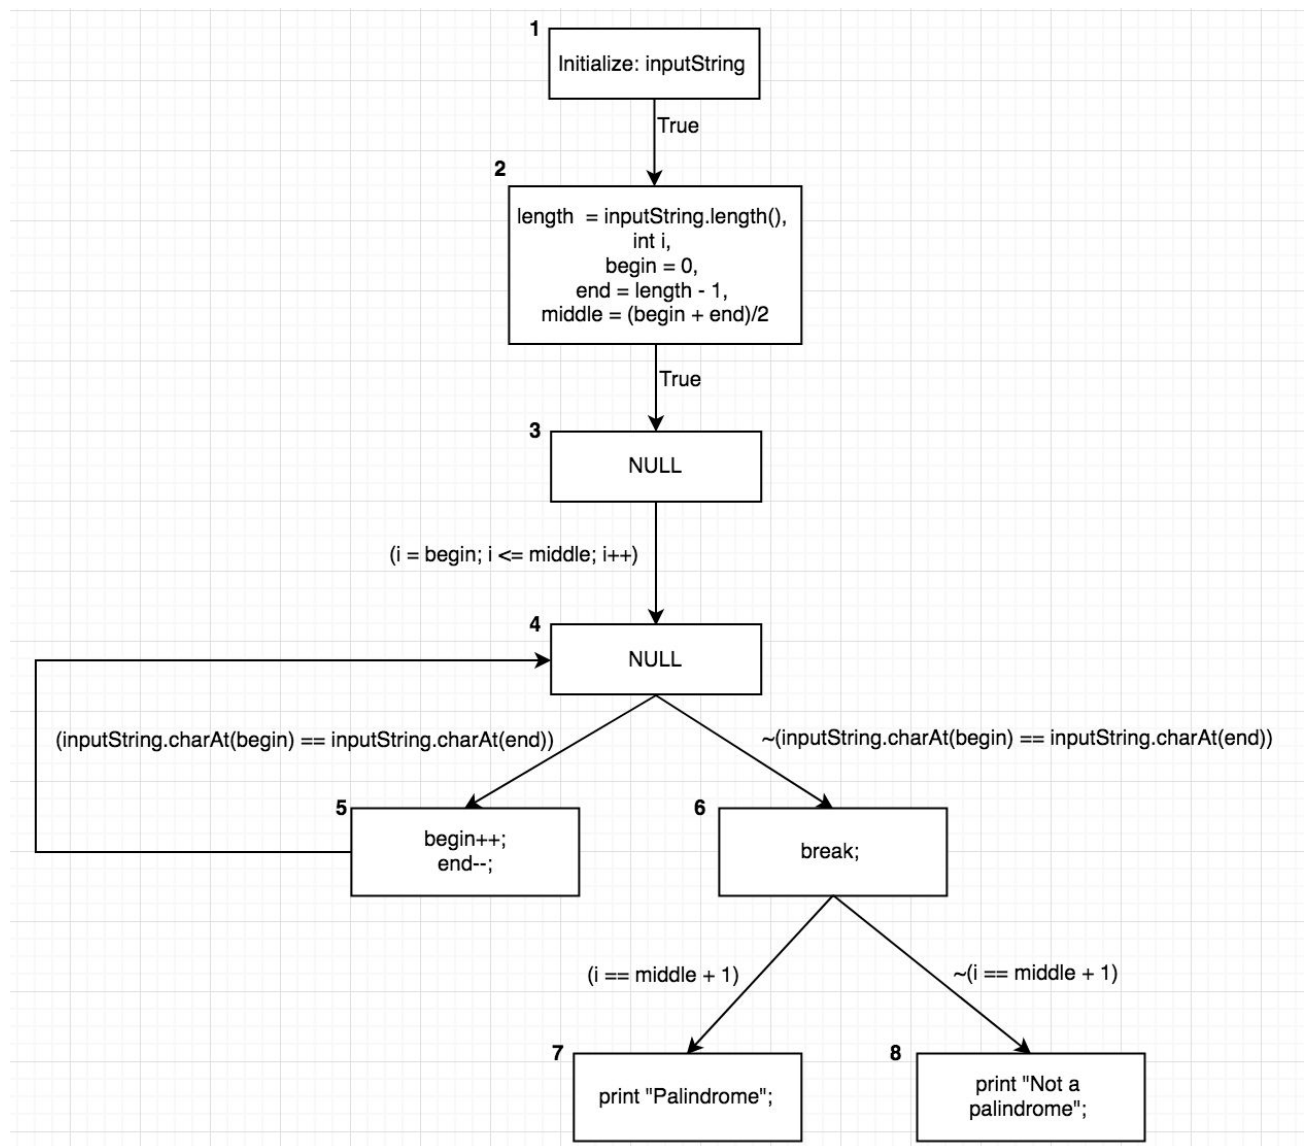 1
Initialize: inputString
True
2
length  = inputString.length(),
int i,
begin = 0,
end = length - 1,
middle = (begin + end)/2
True
3
NULL
(i = begin; i <= middle; i++)
4
NULL
(inputString.charAt(begin) == inputString.charAt(end))
~(inputString.charAt(begin) == inputString.charAt(end))
5
begin++;
end--;
6
break;
(i == middle + 1)
~(i == middle + 1)
7
print "Palindrome";
8
print "Not a
palindrome";